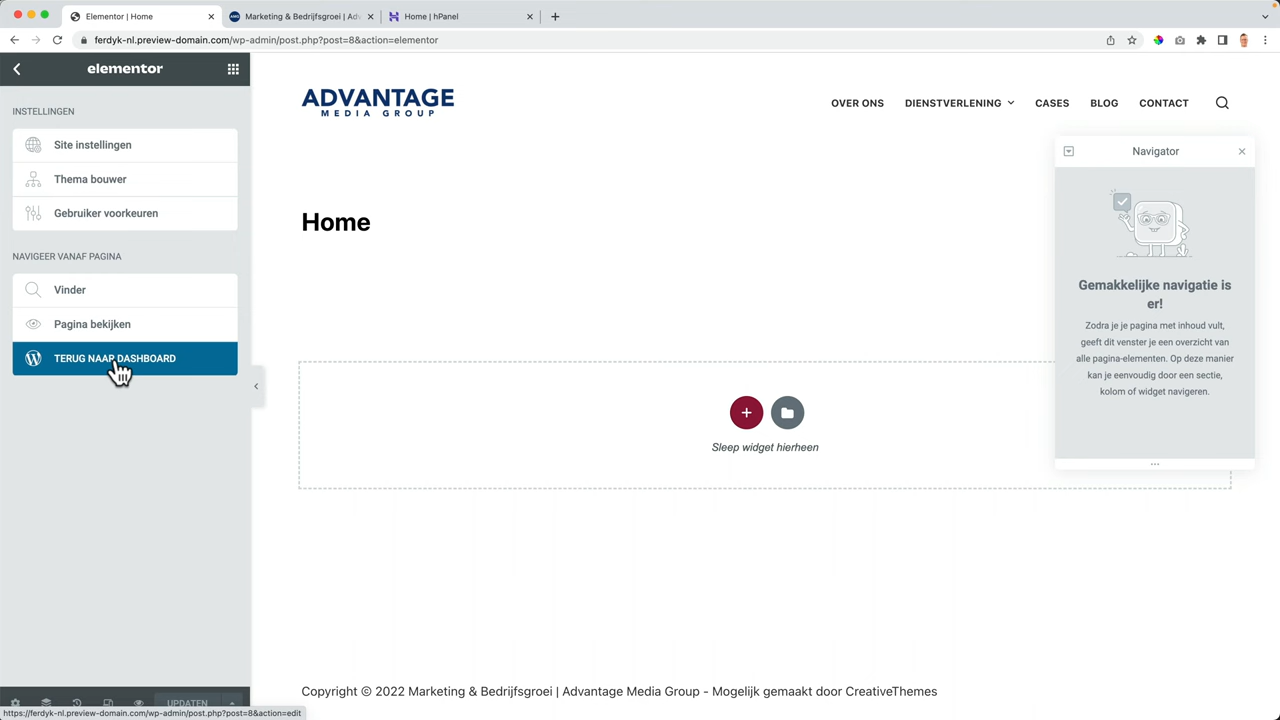 Elementor | Home
Marketing & Bedrijfsgroei | Adv
Home | hPanel
ferdyk-nl.preview-domain.com/wp-admin/post.php?post=8&action=elementor
elementor
INSTELLINGEN
Site instellingen
Thema bouwer
Gebruiker voorkeuren
NAVIGEER VANAF PAGINA
Vinder
Pagina bekijken
TERUG NAAR DASHBOARD
UPDATEN
https://ferdyk-nl.preview-domain.com/wp-admin/post.php?post=8&action=edit
ADVANTAGE
MEDIA GROUP
OVER ONS DIENSTVERLENING CASES BLOG CONTACT
Home
Sleep widget hierheen
Navigator
Gemakkelijke navigatie is
er!
Zodra je je pagina met inhoud vult,
geeft dit venster je een overzicht van
alle pagina-elementen. Op deze manier
kan je eenvoudig door een sectie,
kolom of widget navigeren.
Copyright © 2022 Marketing & Bedrijfsgroei | Advantage Media Group - Mogelijk gemaakt door CreativeThemes